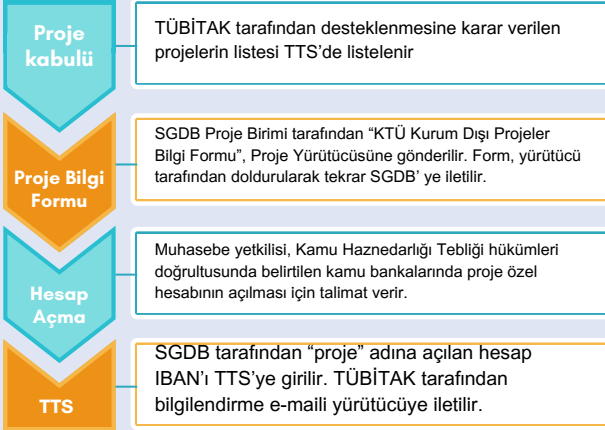 Proje
kabulü
TÜBİTAK tarafından desteklenmesine karar verilen
projelerin listesi TTS’de listelenir
Proje Bilgi
Formu
SGDB Proje Birimi tarafından “KTÜ Kurum Dışı Projeler
Bilgi Formu”, Proje Yürütücüsüne gönderilir. Form, yürütücü
tarafından doldurularak tekrar SGDB’ ye iletilir.
Hesap
Açma
Muhasebe yetkilisi, Kamu Haznedarlığı Tebliği hükümleri
doğrultusunda belirtilen kamu bankalarında proje özel
hesabının açılması için talimat verir.
TTS
SGDB tarafından “proje” adına açılan hesap
IBAN’ı TTS’ye girilir. TÜBİTAK tarafından
bilgilendirme e-maili yürütücüye iletilir.